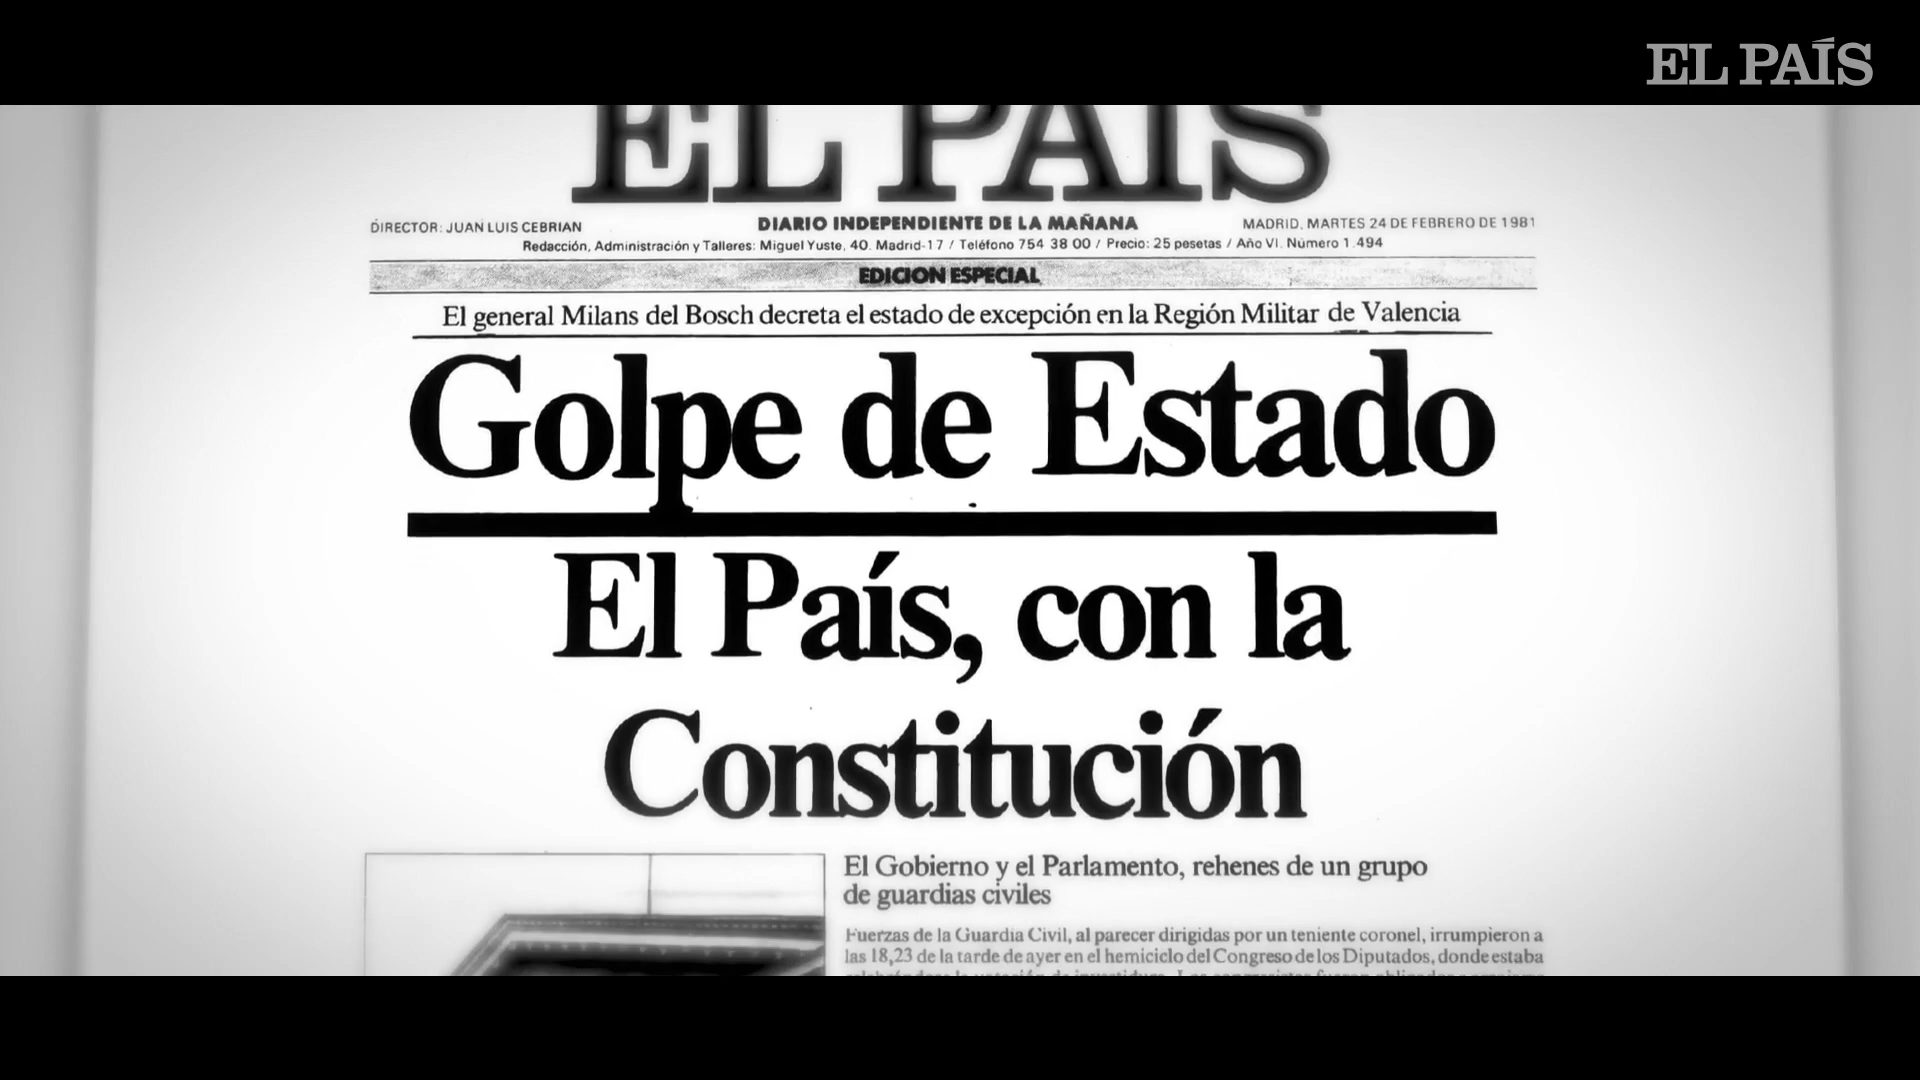 EL PAÍS
EL PAIS
DIRECTOR: JUAN LUIS CEBRIAN
DIARIO INDEPENDIENTE DE LA MAÑANA
MADRID, MARTES 24 DE FEBRERO DE 1981
Redacción, Administración y Talleres: Miguel Yuste, 40. Madrid-17 / Teléfono 754 38 00 / Precio: 25 pesetas / Año VI. Número 1.494
EDICION ESPECIAL
El general Milans del Bosch decreta el estado de excepción en la Región Militar de Valencia
Golpe de Estado
El País, con la
Constitución
El Gobierno y el Parlamento, rehenes de un grupo
de guardias civiles
Fuerzas de la Guardia Civil, al parecer dirigidas por un teniente coronel, irrumpieron a
las 18,23 de la tarde de ayer en el hemiciclo del Congreso de los Diputados, donde estaba